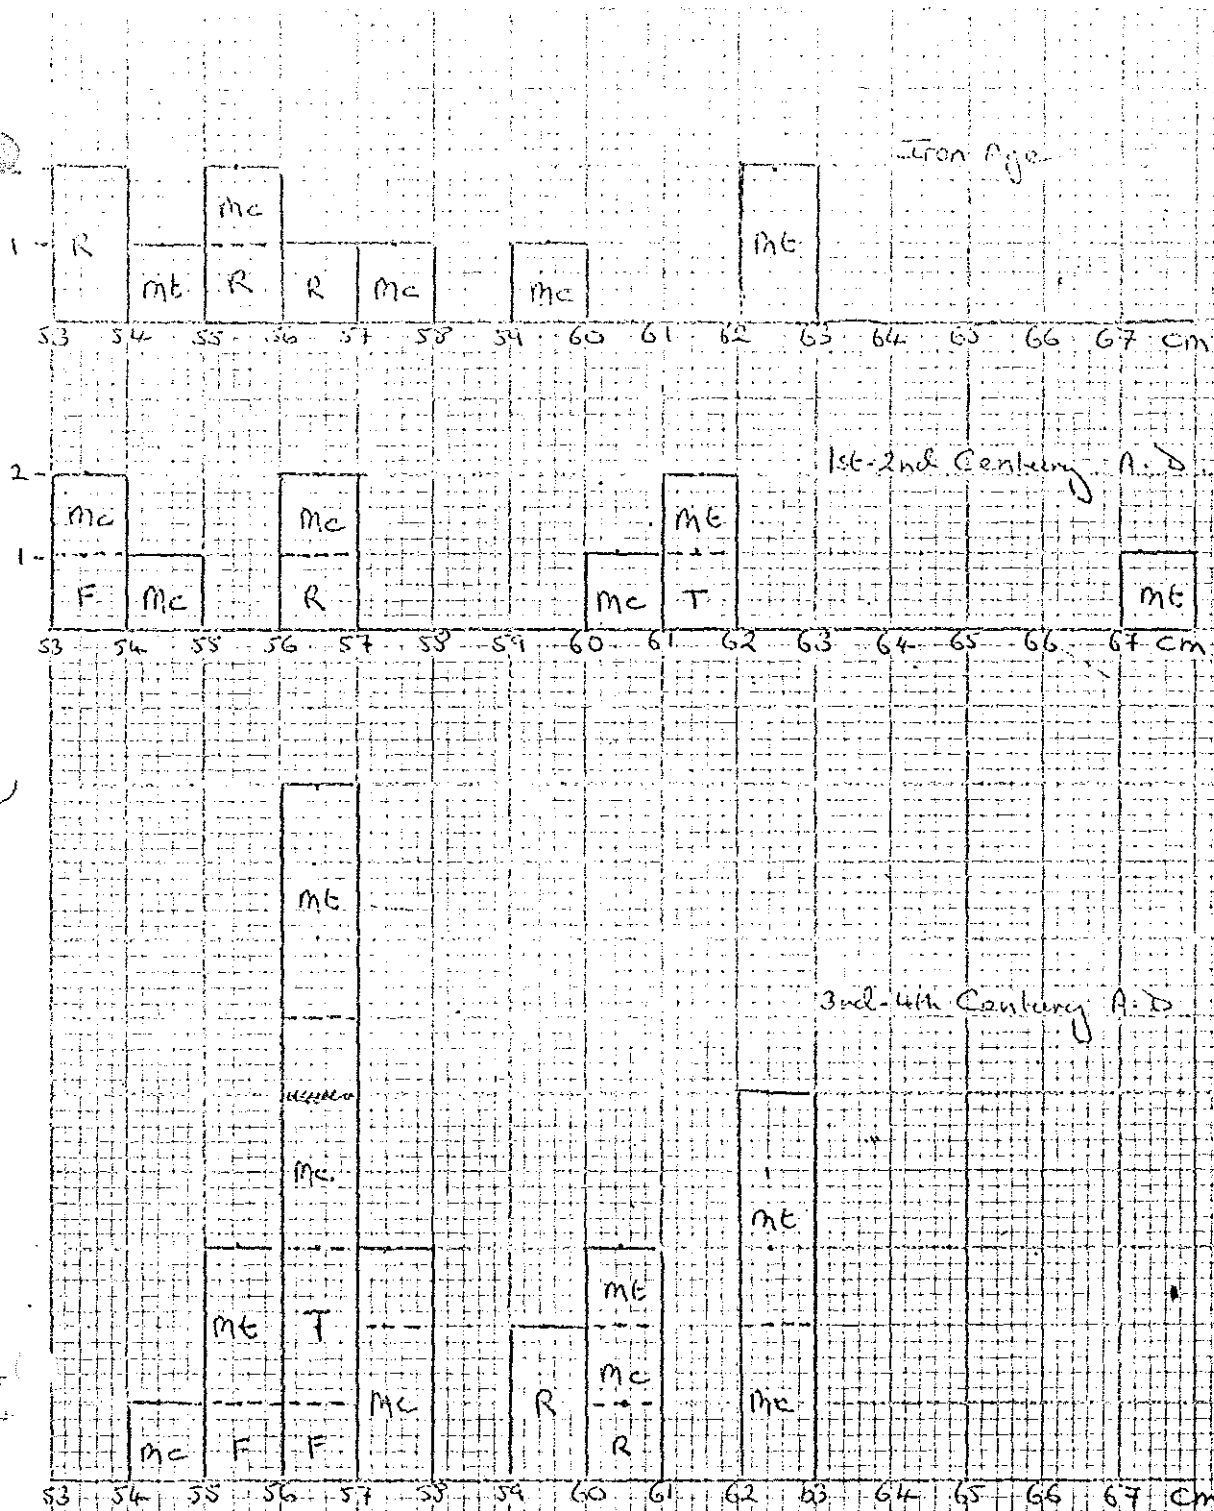 Iron Age
Mc
1 - R
mt R R Mc Mc mt
53 54 55 56 57 58 59 60 61 62 63 64 65 66 67 cm
1st-2nd Century A.D
2 -
Mc Mc Mt
1 -
F Mc R Mc T Mt
53 54 55 56 57 58 59 60 61 62 63 64 65 66 67 cm
Mt
3rd-4th Century A.D
Mc.
Mt
Mt
Mt T
Mc R Mc Mc
Mc F F R
53 54 55 56 57 58 59 60 61 62 63 64 65 66 67 cm